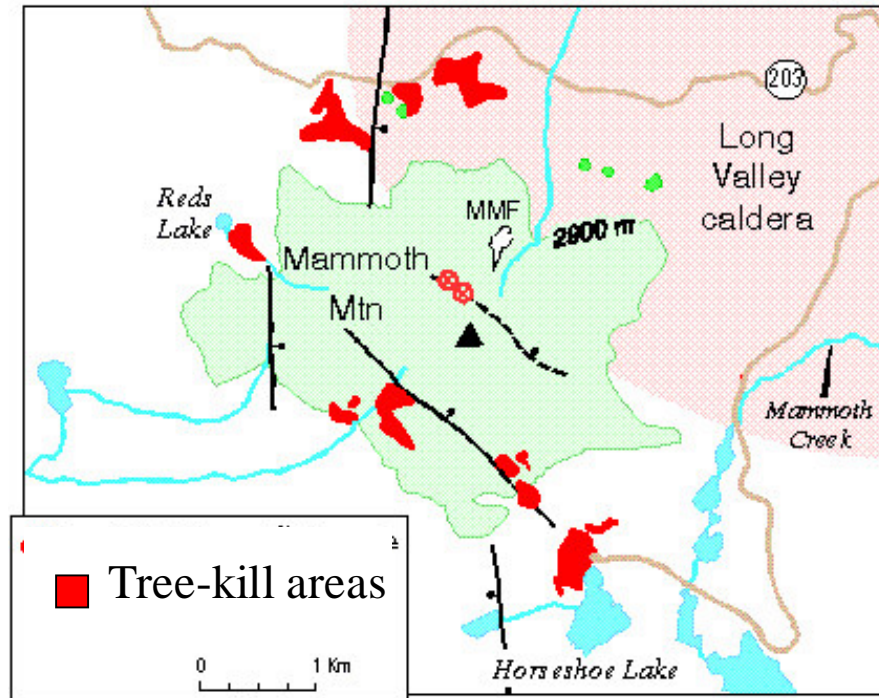 203
Long
Valley
caldera
Reds
Lake
MMF
2900 m
Mammoth
Mtn
Mammoth
Creek
Tree-kill areas
0 1 Km
Horseshoe Lake